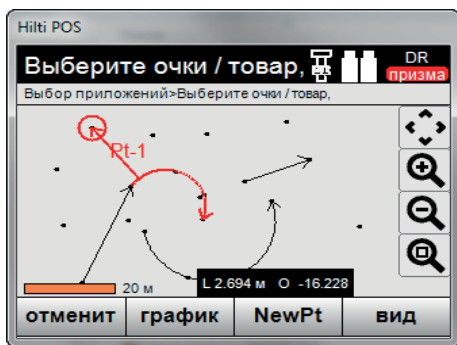 Hilti POS
Выберите очки / товар,
DR
призма
Выбор приложений>Выберите очки / товар,
Pt-1
20 м
L 2.694 м O -16.228
отменит
график
NewPt
вид